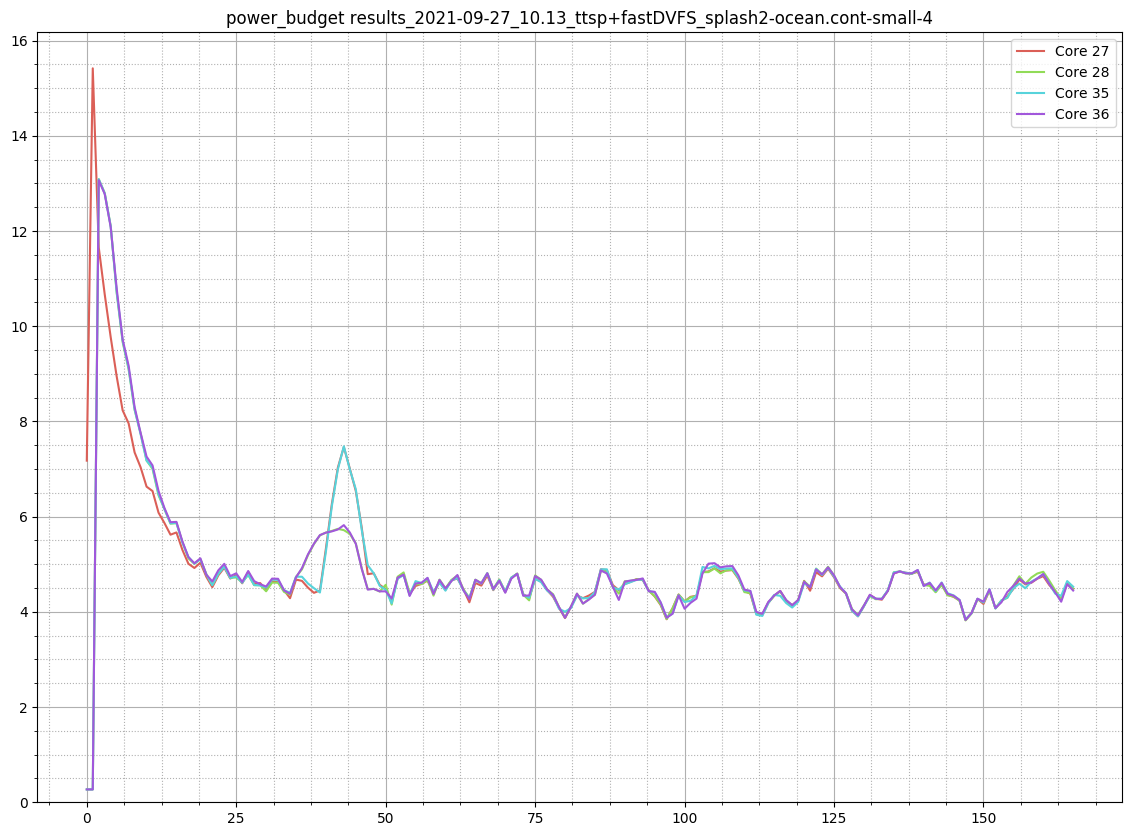 power_budget results_2021-09-27_10.13_ttsp+fastDVFS_splash2-ocean.cont-small-4
Core 27
Core 28
Core 35
Core 36
16
14
12
10
8
6
4
2
0
0 25 50 75 100 125 150